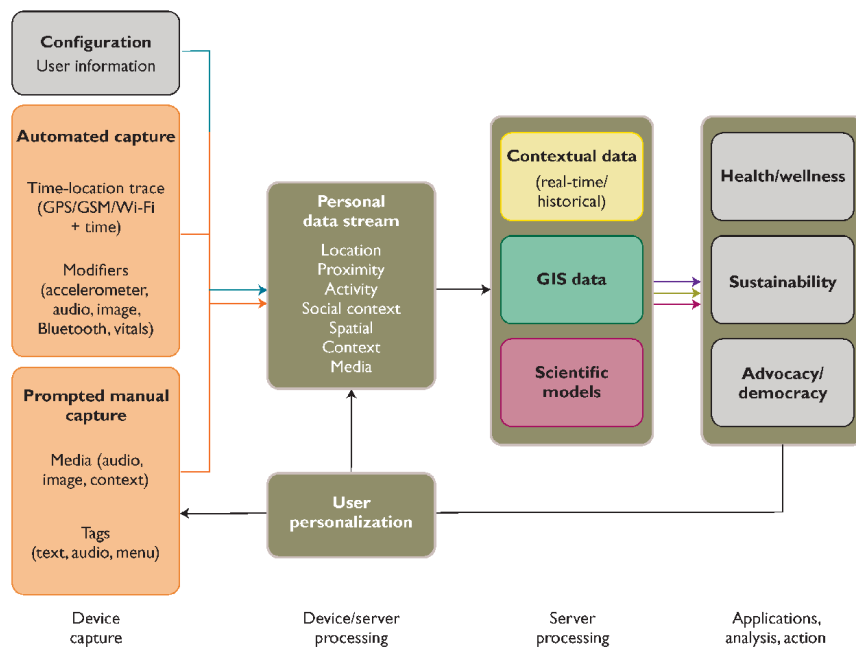 Configuration
User information
Automated capture
Time-location trace
(GPS/GSM/Wi-Fi
+ time)
Modifiers
(accelerometer,
audio, image,
Bluetooth, vitals)
Prompted manual
capture
Media (audio,
image, context)
Tags
(text, audio, menu)
Device
capture
Personal
data stream
Location
Proximity
Activity
Social context
Spatial
Context
Media
User
personalization
Device/server
processing
Contextual data
(real-time/
historical)
GIS data
Scientific
models
Server
processing
Health/wellness
Sustainability
Advocacy/
democracy
Applications,
analysis, action